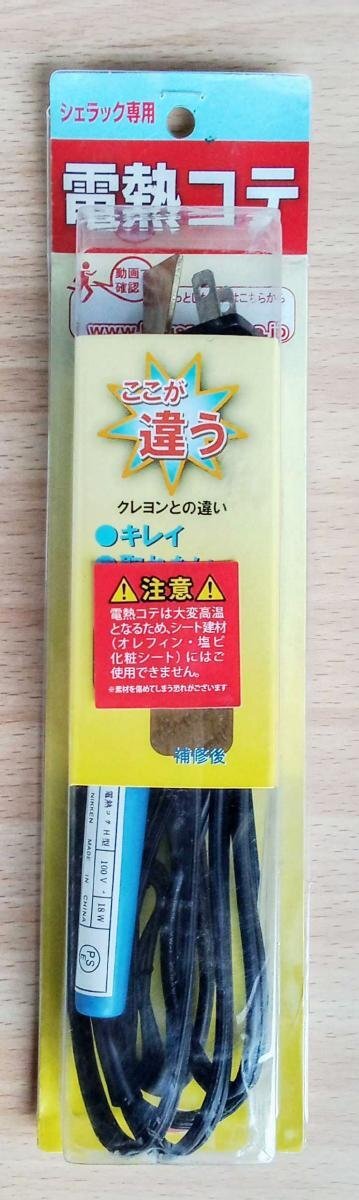 シェラック専用
電熱コテ
動画で
確認
はこちらから
www.
.jp
ここが
違う
クレヨンとの違い
●キレイ
注意
電熱コテは大変高温
となるため、シート建材
(オレフィン・塩ビ
化粧シート)にはご
使用できません。
※素材を傷めてしまう恐れがございます
補修後
電熱コテH型
100V - 18W
NIKKEN MADE IN CHINA
PSE